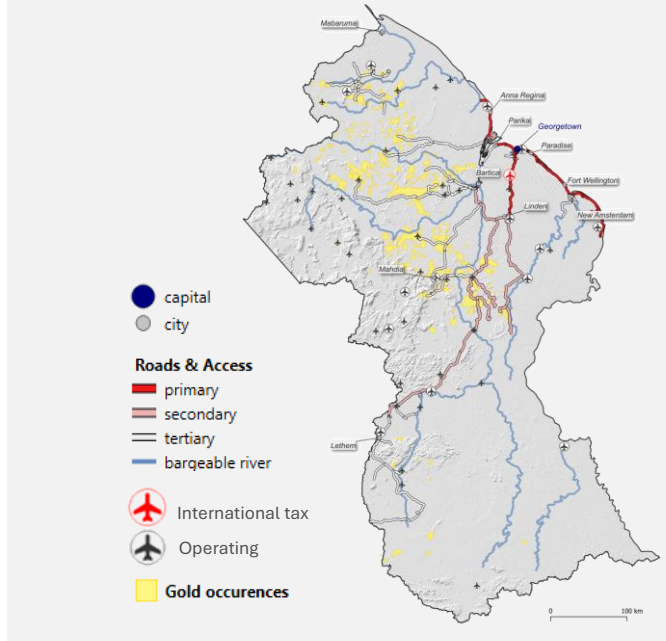 Mabaruma
Anna Regina
Parika
Georgetown
Paradise
Bartica
Fort Wellington
Linden
New Amsterdam
Mahdia
capital
city
Roads & Access
primary
secondary
tertiary
bargeable river
Lethem
International tax
Operating
Gold occurences
0 100 km